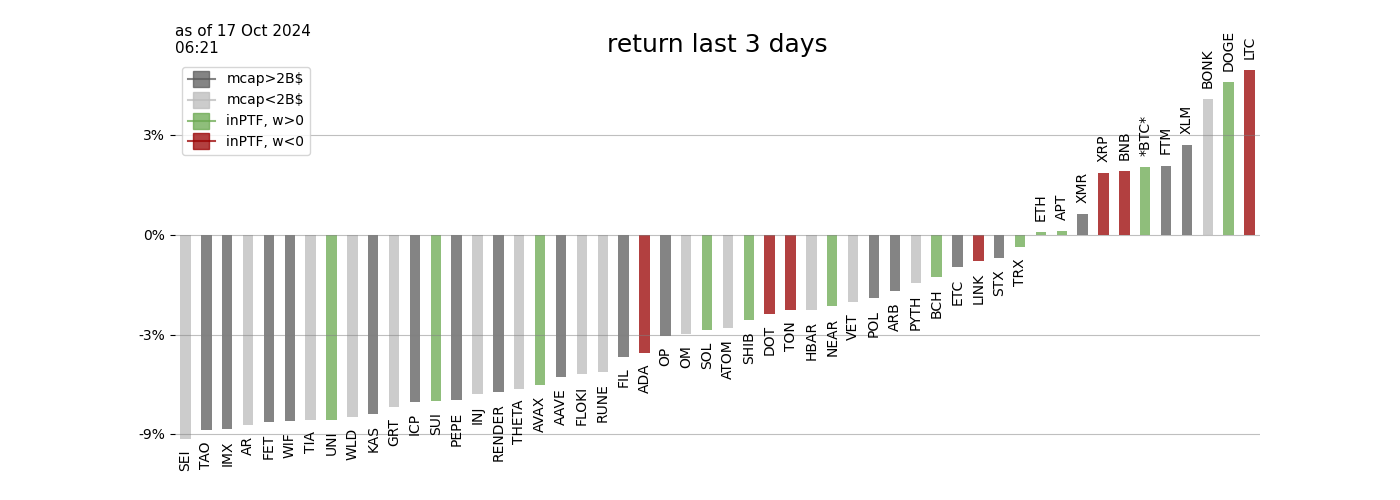 as of 17 Oct 2024
06:21
return last 3 days
mcap>2B$
mcap<2B$
inPTF, w>0
inPTF, w<0
3%
0%
-3%
-9%
SEI
TAO
IMX
AR
FET
WIF
TIA
UNI
WLD
KAS
GRT
ICP
SUI
PEPE
INJ
RENDER
THETA
AVAX
AAVE
FLOKI
RUNE
FIL
ADA
OP
OM
SOL
ATOM
SHIB
DOT
TON
HBAR
NEAR
VET
POL
ARB
PYTH
BCH
ETC
LINK
STX
TRX
ETH
APT
XMR
XRP
BNB
*BTC*
FTM
XLM
BONK
DOGE
LTC